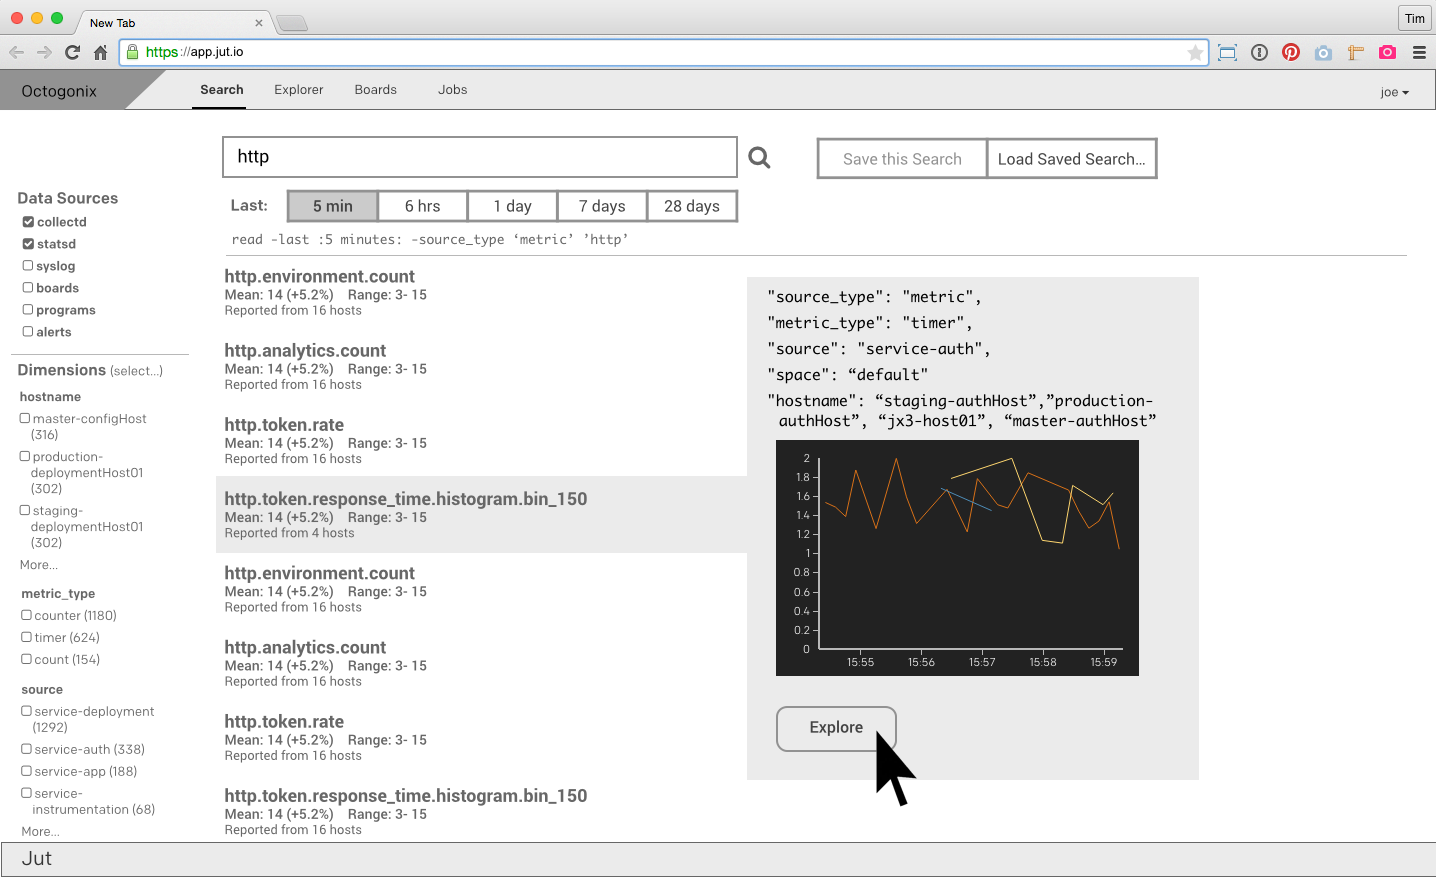 New Tab
Tim
https://app.jut.io
Octogonix
Search
Explorer
Boards
Jobs
joe
http
Save this Search
Load Saved Search...
Last:
5 min
6 hrs
1 day
7 days
28 days
read -last :5 minutes: -source_type ‘metric’ ’http’
Data Sources
collectd
statsd
syslog
boards
programs
alerts
Dimensions (select...)
hostname
master-configHost
(316)
production-
deploymentHost01
(302)
staging-
deploymentHost01
(302)
More...
metric_type
counter (1180)
timer (624)
count (154)
source
service-deployment
(1292)
service-auth (338)
service-app (188)
service-
instrumentation (68)
More...
http.environment.count
Mean: 14 (+5.2%) Range: 3- 15
Reported from 16 hosts
http.analytics.count
Mean: 14 (+5.2%) Range: 3- 15
Reported from 16 hosts
http.token.rate
Mean: 14 (+5.2%) Range: 3- 15
Reported from 16 hosts
http.token.response_time.histogram.bin_150
Mean: 14 (+5.2%) Range: 3- 15
Reported from 4 hosts
http.environment.count
Mean: 14 (+5.2%) Range: 3- 15
Reported from 16 hosts
http.analytics.count
Mean: 14 (+5.2%) Range: 3- 15
Reported from 16 hosts
http.token.rate
Mean: 14 (+5.2%) Range: 3- 15
Reported from 16 hosts
http.token.response_time.histogram.bin_150
Mean: 14 (+5.2%) Range: 3- 15
Reported from 16 hosts
"source_type": "metric",
"metric_type": "timer",
"source": "service-auth",
"space": “default"
"hostname": “staging-authHost”,”production-
authHost”, “jx3-host01”, “master-authHost”
2
1.8
1.6
1.4
1.2
1
0.8
0.6
0.4
0.2
0
15:55
15:56
15:57
15:58
15:59
Explore
Jut